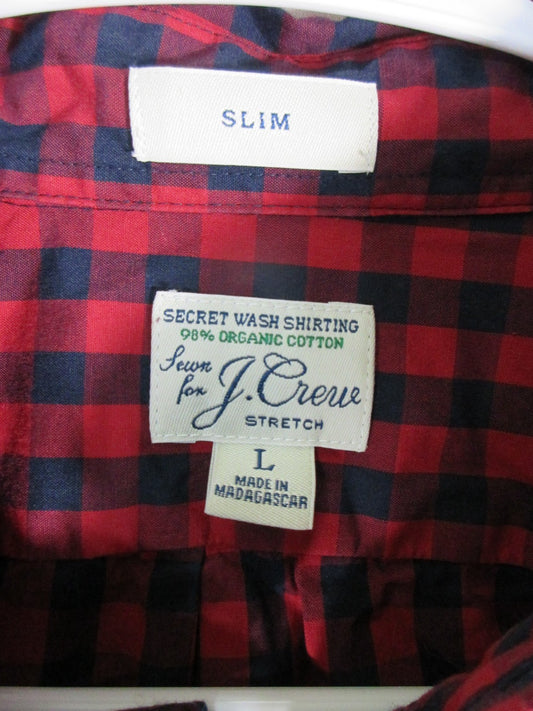 SLIM
SECRET WASH SHIRTING
98% ORGANIC COTTON
Sewn
for J.Crew
STRETCH
L
MADE IN
MADAGASCAR